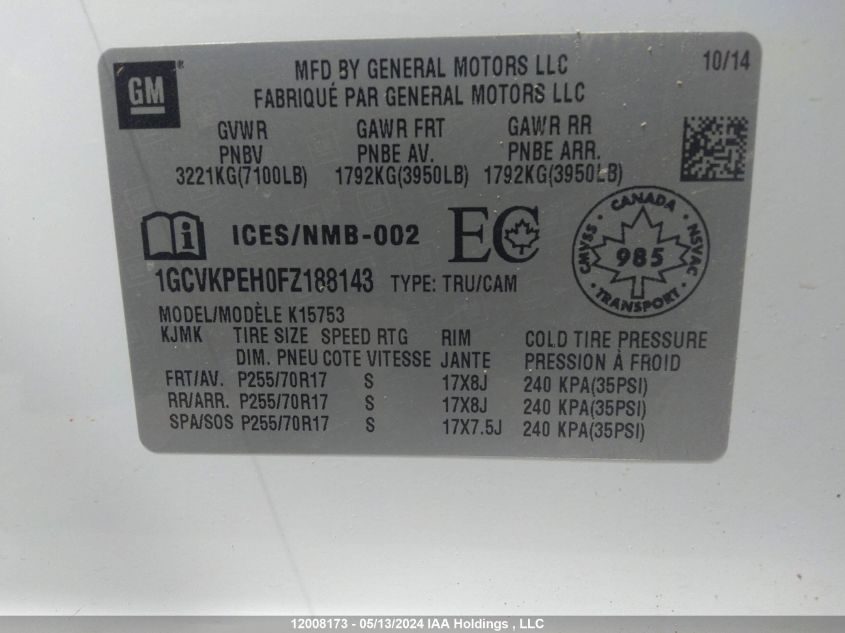 GM
MFD BY GENERAL MOTORS LLC 10/14
FABRIQUÉ PAR GENERAL MOTORS LLC
GVWR GAWR FRT GAWR RR
PNBV PNBE AV. PNBE ARR.
3221KG(7100LB) 1792KG(3950LB) 1792KG(3950LB)
ICES/NMB-002 EC
CANADA CMVSS NSVAC
985
TRANSPORT
1GCVKPEH0FZ188143 TYPE: TRU/CAM
MODEL/MODÈLE K15753
KJMK TIRE SIZE SPEED RTG RIM COLD TIRE PRESSURE
DIM. PNEU COTE VITESSE JANTE PRESSION À FROID
FRT/AV. P255/70R17 S 17X8J 240 KPA(35PSI)
RR/ARR. P255/70R17 S 17X8J 240 KPA(35PSI)
SPA/SOS P255/70R17 S 17X7.5J 240 KPA(35PSI)
12008173 - 05/13/2024 IAA Holdings , LLC